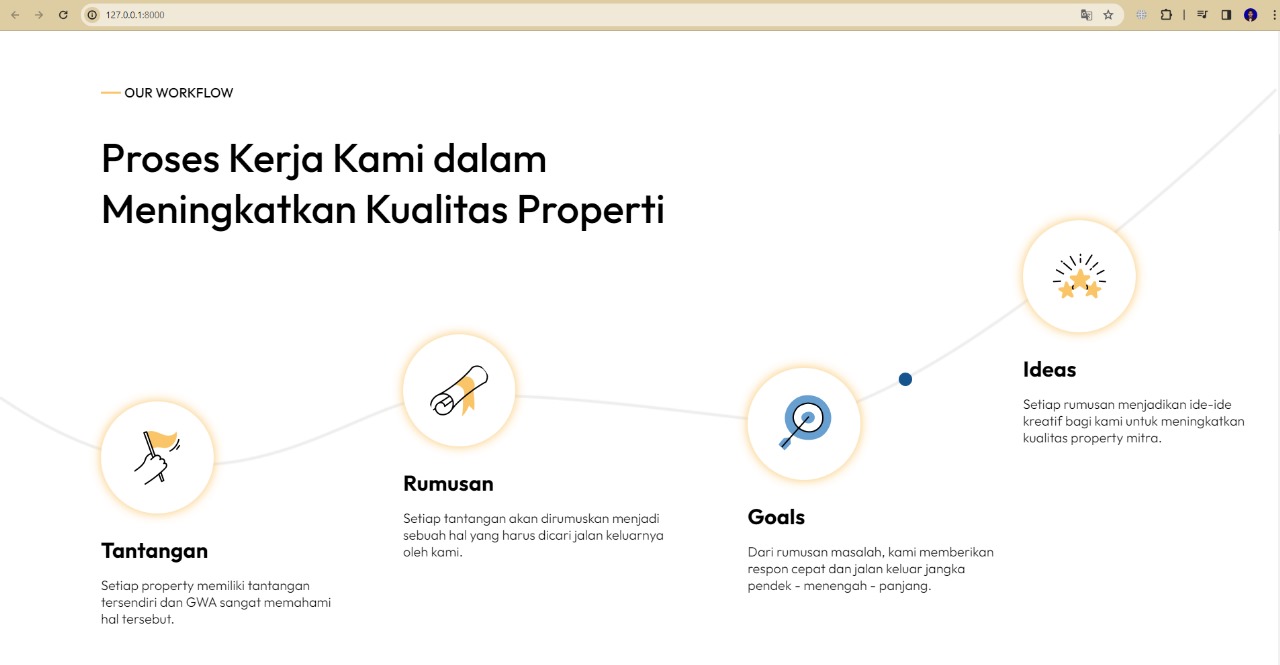 127.0.0.1:8000
OUR WORKFLOW
Proses Kerja Kami dalam
Meningkatkan Kualitas Properti
Ideas
Setiap rumusan menjadikan ide-ide
kreatif bagi kami untuk meningkatkan
kualitas property mitra.
Rumusan
Setiap tantangan akan dirumuskan menjadi
sebuah hal yang harus dicari jalan keluarnya
oleh kami.
Goals
Dari rumusan masalah, kami memberikan
respon cepat dan jalan keluar jangka
pendek - menengah - panjang.
Tantangan
Setiap property memiliki tantangan
tersendiri dan GWA sangat memahami
hal tersebut.